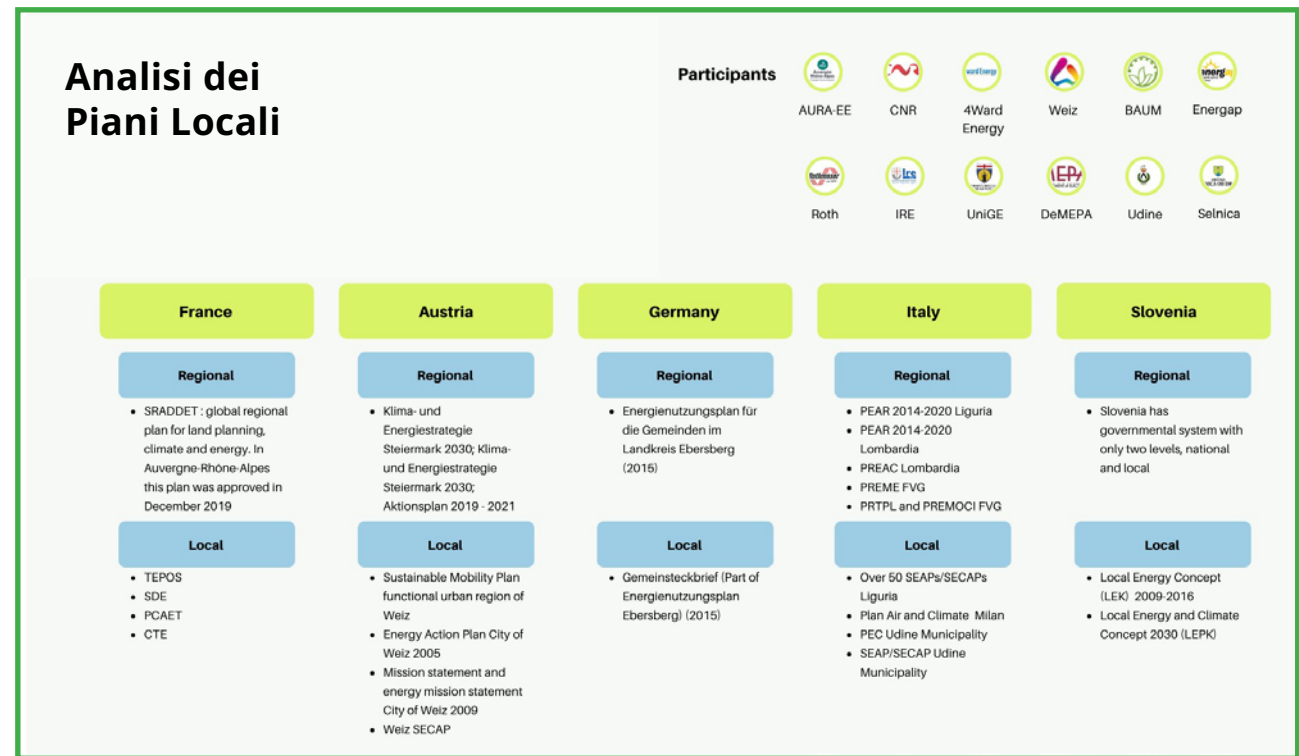 Analisi dei
Piani Locali
Participants
AURA-EE
CNR
4Ward
Energy
Weiz
BAUM
Energap
Roth
IRE
UniGE
DeMEPA
Udine
Selnica
France
Regional
• SRADDET : global regional
plan for land planning,
climate and energy. In
Auvergne-Rhône-Alpes
this plan was approved in
December 2019
Local
• TEPOS
• SDE
• PCAET
• CTE
Austria
Regional
• Klima- und
Energiestrategie
Steiermark 2030; Klima-
und Energiestrategie
Steiermark 2030;
Aktionsplan 2019 - 2021
Local
• Sustainable Mobility Plan
functional urban region of
Weiz
• Energy Action Plan City of
Weiz 2005
• Mission statement and
energy mission statement
City of Weiz 2009
• Weiz SECAP
Germany
Regional
• Energienutzungsplan für
die Gemeinden im
Landkreis Ebersberg
(2015)
Local
• Gemeinsteckbrief (Part of
Energienutzungsplan
Ebersberg) (2015)
Italy
Regional
• PEAR 2014-2020 Liguria
• PEAR 2014-2020
Lombardia
• PREAC Lombardia
• PREME FVG
• PRTPL and PREMOCI FVG
Local
• Over 50 SEAPs/SECAPs
Liguria
• Plan Air and Climate Milan
• PEC Udine Municipality
• SEAP/SECAP Udine
Municipality
Slovenia
Regional
• Slovenia has
governmental system with
only two levels, national
and local
Local
• Local Energy Concept
(LEK) 2009-2016
• Local Energy and Climate
Concept 2030 (LEPK)